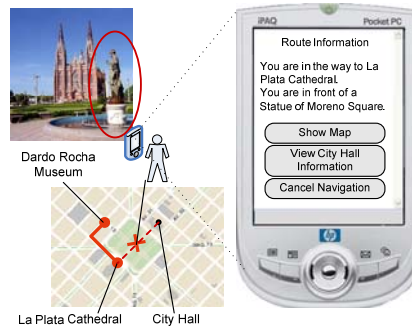 iPAQ
Pocket PC
Route Information
You are in the way to La
Plata Cathedral.
You are in front of a
Statue of Moreno Square.
Show Map
View City Hall
Information
Cancel Navigation
hp
Dardo Rocha
Museum
La Plata Cathedral
City Hall